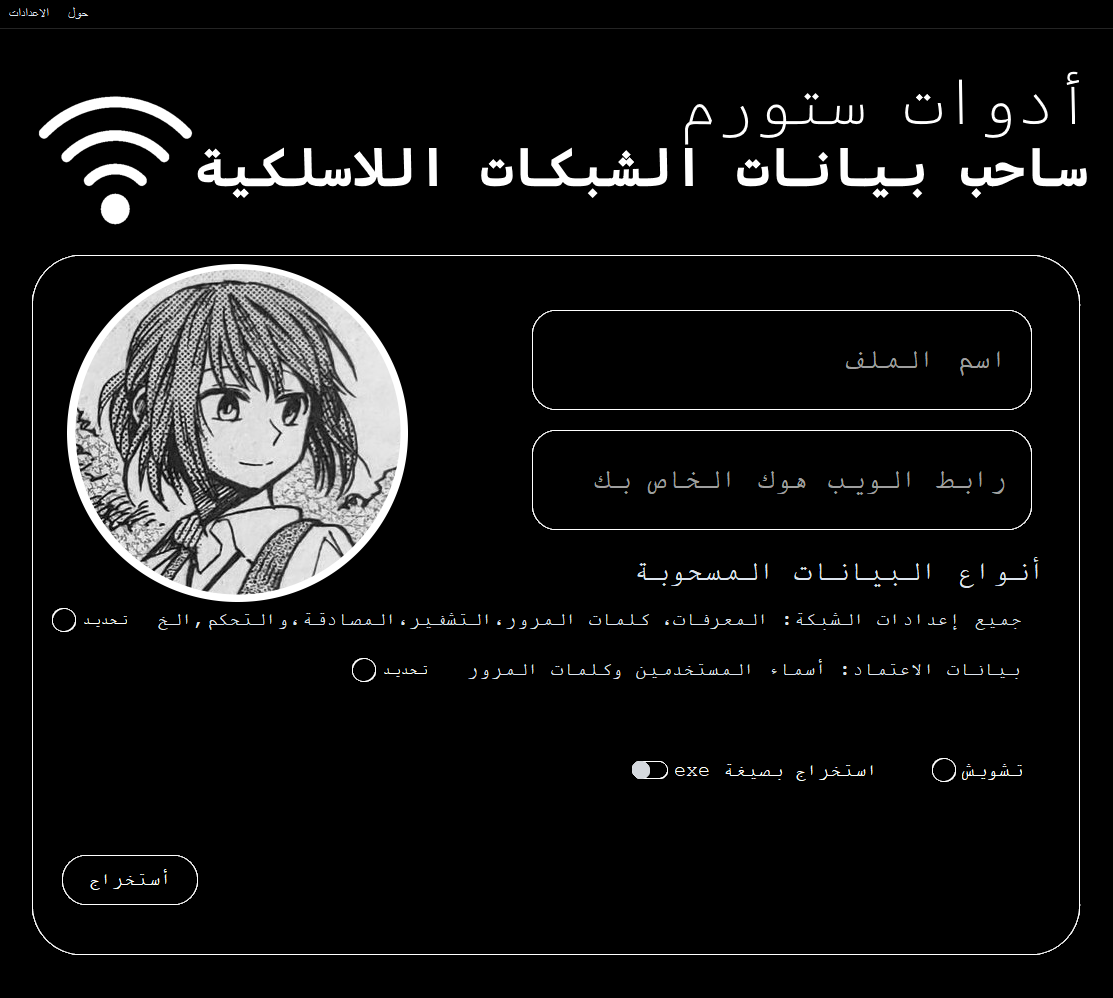 حول
الاعدادات
أدوات ستورم
ساحب بيانات الشبكات اللاسلكية
اسم الملف
رابط الويب هوك الخاص بك
أنواع البيانات المسحوبة
جميع إعدادات الشبكة: المعرفات، كلمات المرور،التشفير،المصادقة،والتحكم,الخ تحديد
بيانات الاعتماد: أسماء المستخدمين وكلمات المرور تحديد
تشويش استخراج بصيغة exe
أستخراج